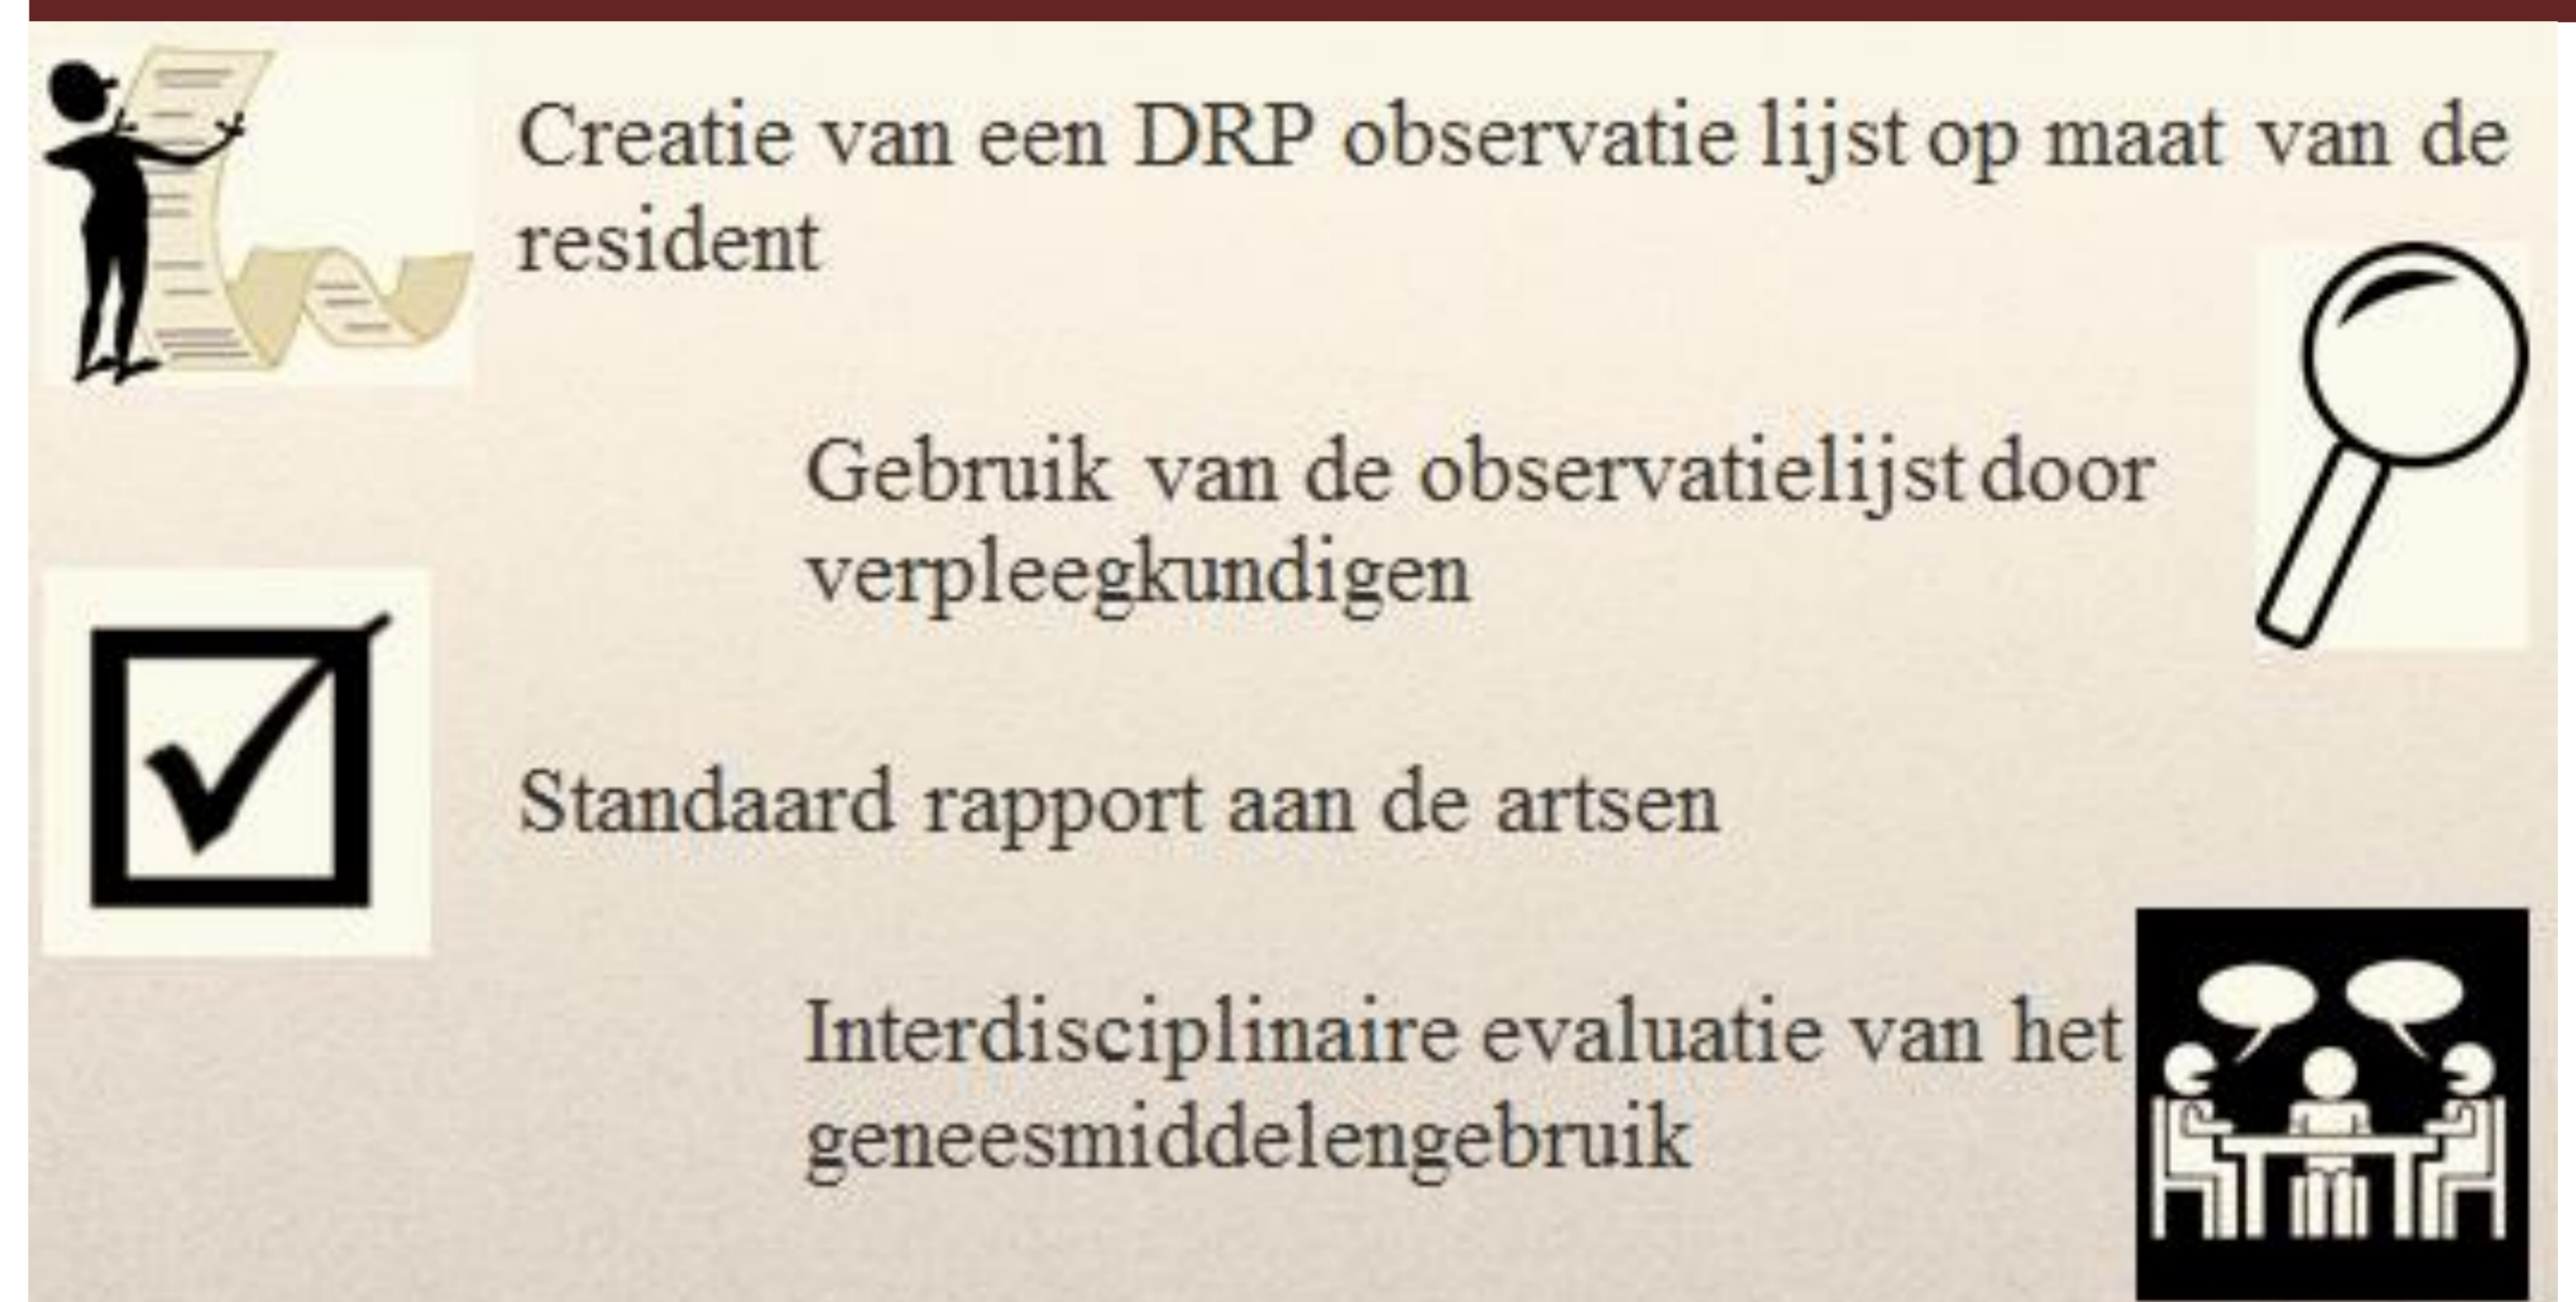 Creatie van een DRP observatie lijst op maat van de
resident
Gebruik van de observatielijst door
verpleegkundigen
Standaard rapport aan de artsen
Interdisciplinaire evaluatie van het
geneesmiddelengebruik